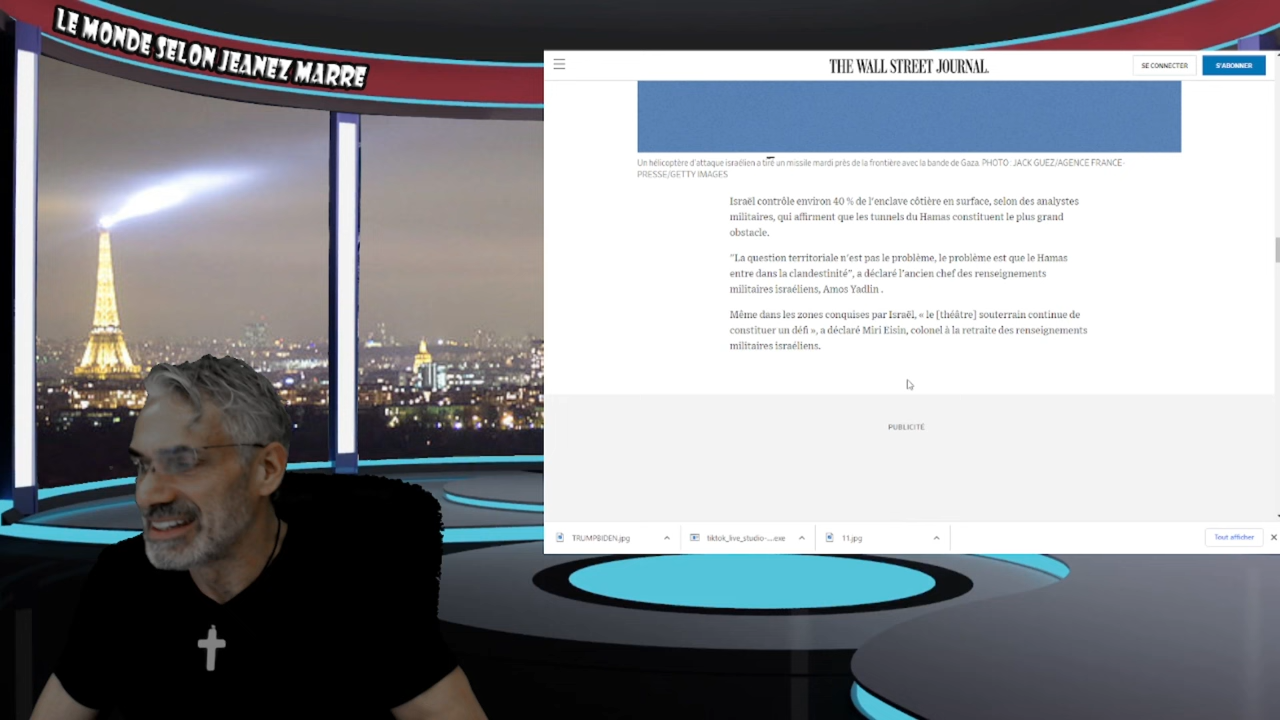 LE MONDE SELON JEANEZ MARRE
THE WALL STREET JOURNAL.
SE CONNECTER
S'ABONNER
Un hélicoptère d'attaque israélien a tiré un missile mardi près de la frontière avec la bande de Gaza. PHOTO : JACK GUEZ/AGENCE FRANCE-
PRESSE/GETTY IMAGES
Israël contrôle environ 40 % de l'enclave côtière en surface, selon des analystes
militaires, qui affirment que les tunnels du Hamas constituent le plus grand
obstacle.
"La question territoriale n'est pas le problème, le problème est que le Hamas
entre dans la clandestinité", a déclaré l'ancien chef des renseignements
militaires israéliens, Amos Yadlin .
Même dans les zones conquises par Israël, « le [théâtre] souterrain continue de
constituer un défi », a déclaré Miri Eisin, colonel à la retraite des renseignements
militaires israéliens.
PUBLICITÉ
TRUMPBIDEN.jpg
tiktok_live_studio-....exe
11.jpg
Tout afficher